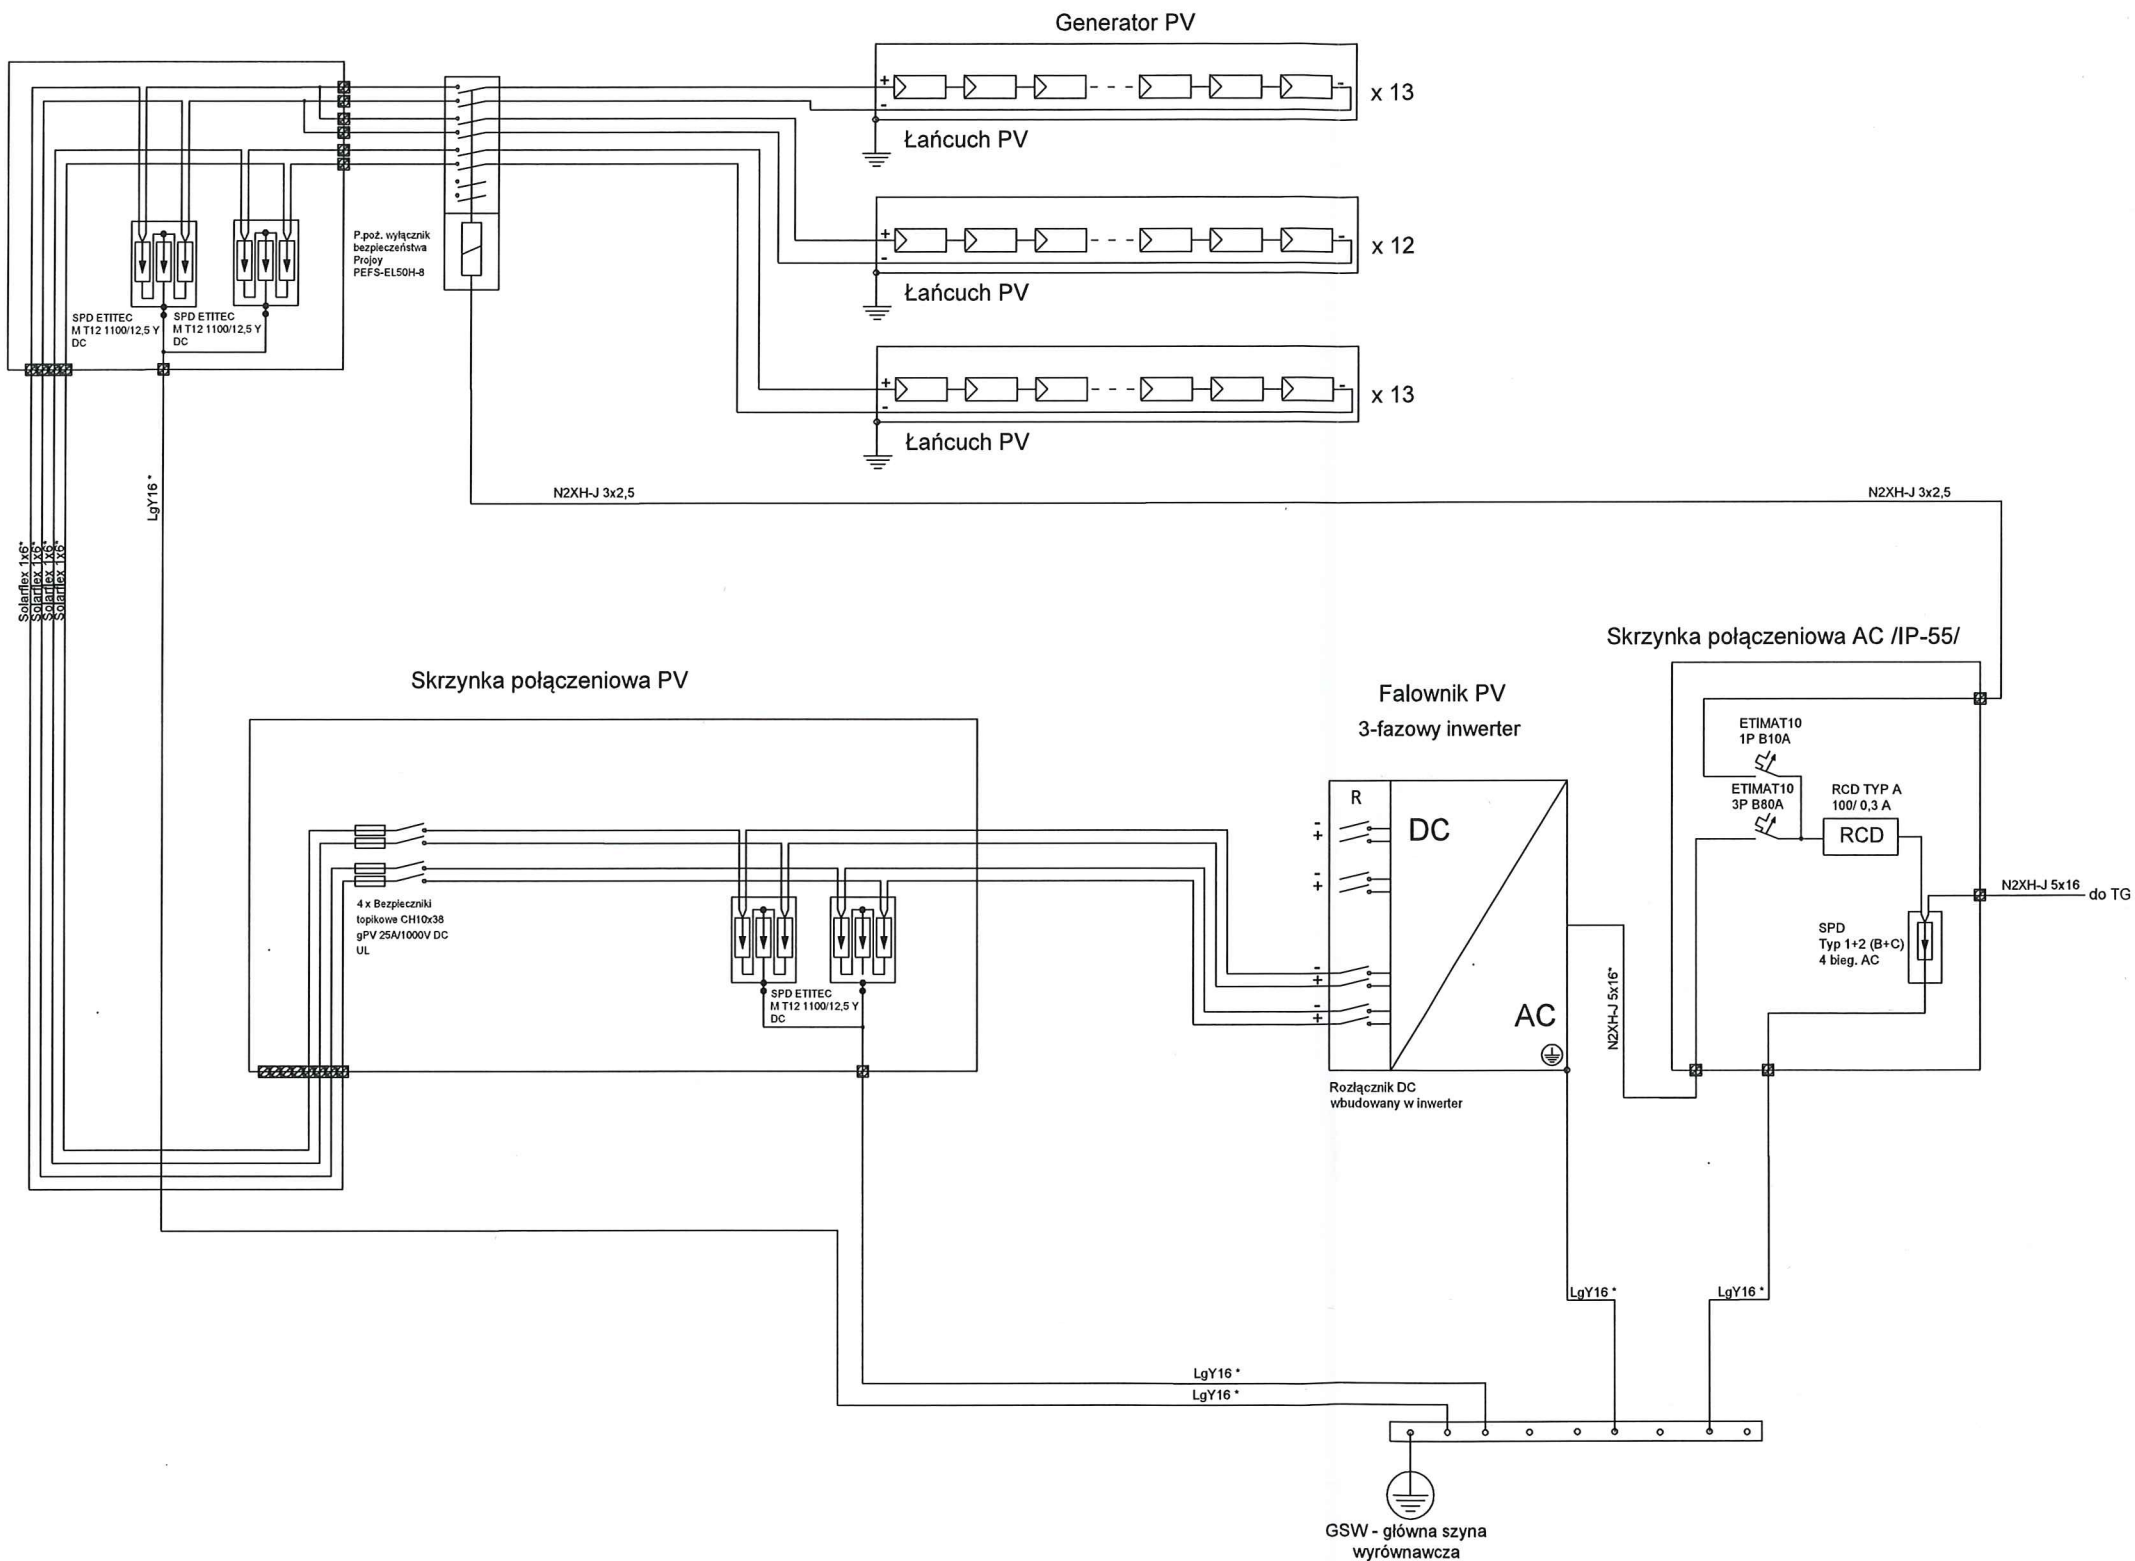 Generator PV
+
-
-
x 13
Łańcuch PV
+
-
-
x 12
Łańcuch PV
+
-
-
x 13
Łańcuch PV
P.poż. wyłącznik
bezpieczeństwa
Projoy
PEFS-EL50H-8
SPD ETITEC
M T12 1100/12,5 Y
DC
SPD ETITEC
M T12 1100/12,5 Y
DC
LgY16 *
N2XH-J 3x2,5
N2XH-J 3x2,5
Solarflex 1x6*
Solarflex 1x6*
Solarflex 1x6*
Solarflex 1x6*
Skrzynka połączeniowa PV
4 x Bezpieczniki
topikowe CH10x38
gPV 25A/1000V DC
UL
SPD ETITEC
M T12 1100/12,5 Y
DC
Falownik PV
3-fazowy inwerter
R
DC
-
+
-
+
-
+
-
+
AC
Rozłącznik DC
wbudowany w inwerter
N2XH-J 5x16*
Skrzynka połączeniowa AC /IP-55/
ETIMAT10
1P B10A
ETIMAT10
3P B80A
RCD TYP A
100/ 0,3 A
RCD
SPD
Typ 1+2 (B+C)
4 bieg. AC
N2XH-J 5x16
do TG
LgY16 *
LgY16 *
LgY16 *
LgY16 *
GSW - główna szyna
wyrównawcza